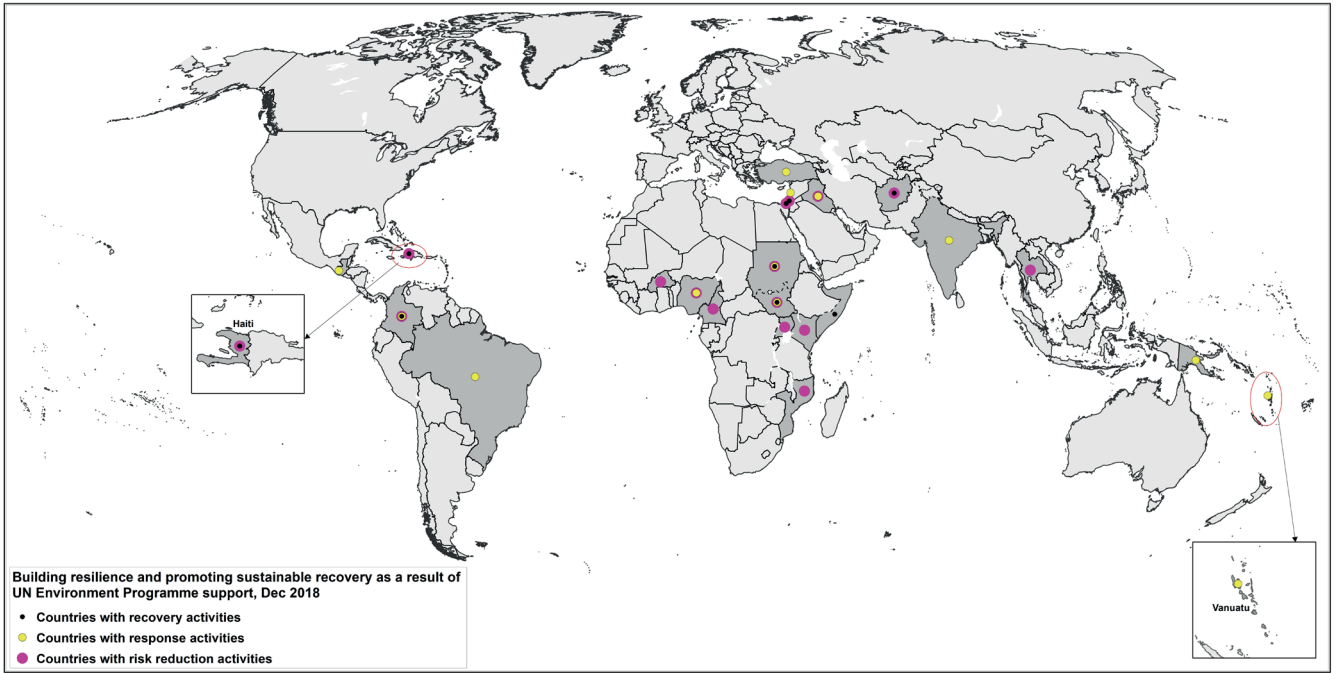 Haiti
Vanuatu
Building resilience and promoting sustainable recovery as a result of
UN Environment Programme support, Dec 2018
Countries with recovery activities
Countries with response activities
Countries with risk reduction activities